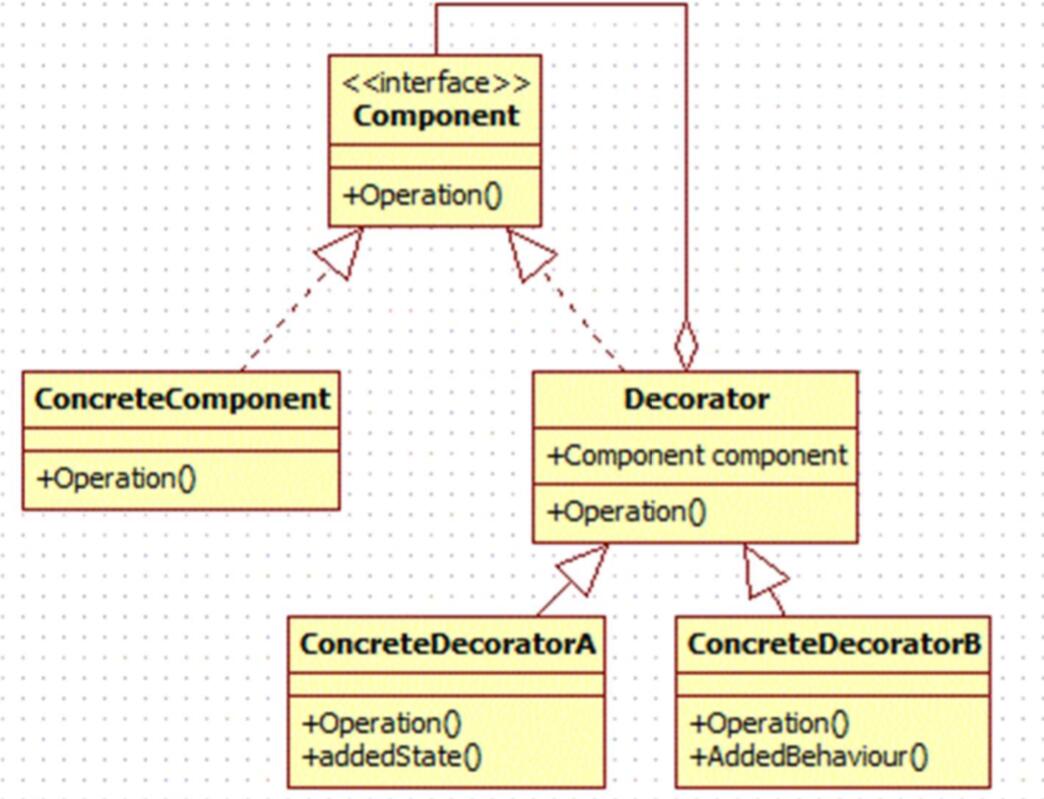 <<interface>>
Component
+Operation()
ConcreteComponent
+Operation()
Decorator
+Component component
+Operation()
ConcreteDecoratorA
+Operation()
+addedState()
ConcreteDecoratorB
+Operation()
+AddedBehaviour()